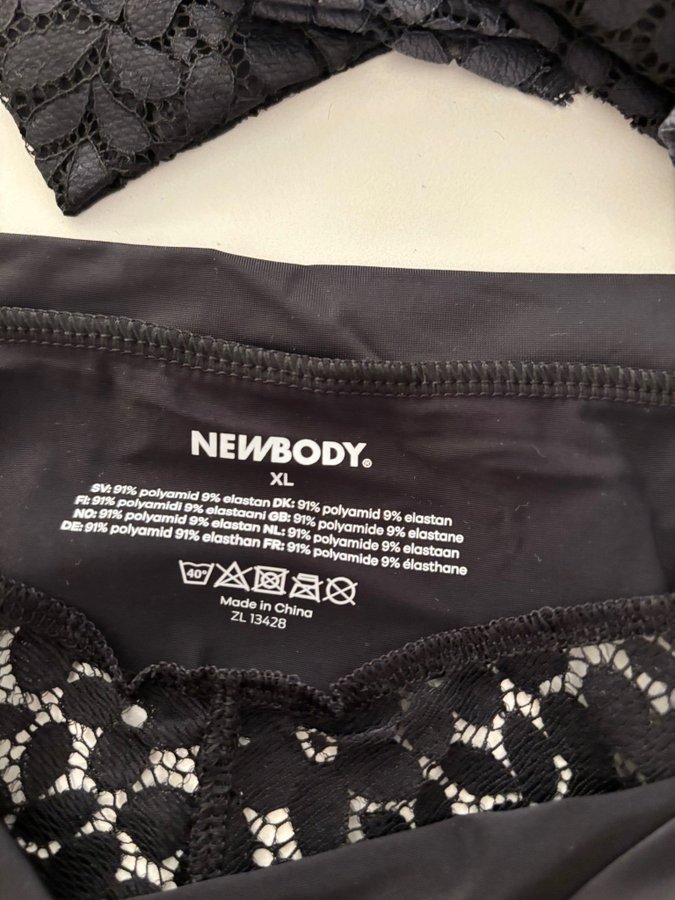 NEWBODY®
XL
SV: 91% polyamid 9% elastan DK: 91% polyamid 9% elastan
FI: 91% polyamidi 9% elastaani GB: 91% polyamide 9% elastane
NO: 91% polyamid 9% elastan NL: 91% polyamide 9% elastaan
DE: 91% polyamid 91% elasthan FR: 91% polyamide 9% élasthane
40°
Made in China
ZL 13428